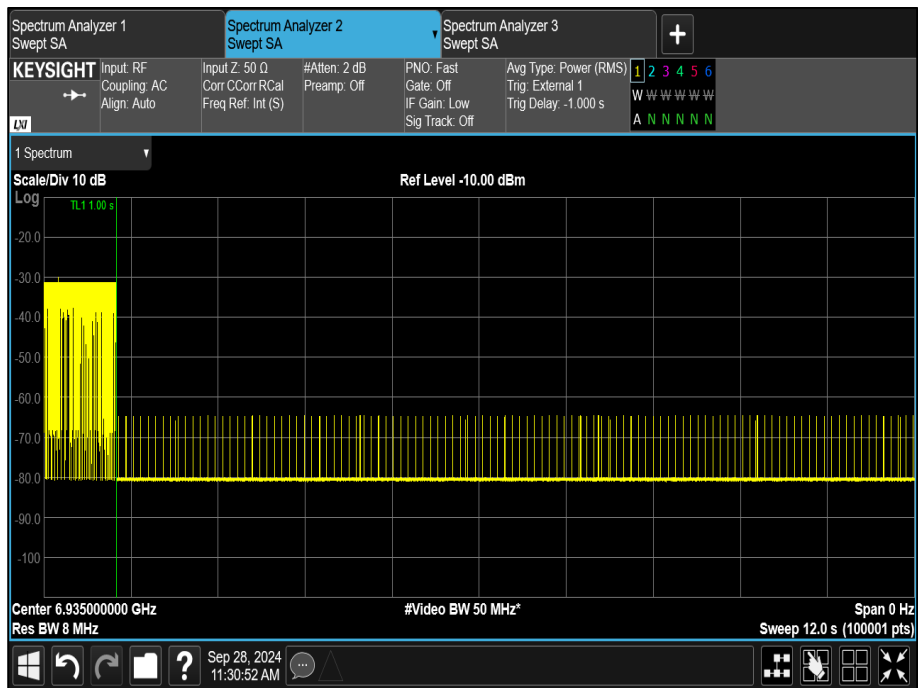 Spectrum Analyzer 1
Swept SA
Spectrum Analyzer 2
Swept SA
Spectrum Analyzer 3
Swept SA
KEYSIGHT
LXI
Input: RF
Coupling: AC
Align: Auto
Input Z: 50 Ω
Corr CCorr RCal
Freq Ref: Int (S)
#Atten: 2 dB
Preamp: Off
PNO: Fast
Gate: Off
IF Gain: Low
Sig Track: Off
Avg Type: Power (RMS)
Trig: External 1
Trig Delay: -1.000 s
1 2 3 4 5 6
W W W W W W
A N N N N N
1 Spectrum
Scale/Div 10 dB
Ref Level -10.00 dBm
Log
TL1 1.00 s
-20.0
-30.0
-40.0
-50.0
-60.0
-70.0
-80.0
-90.0
-100
Center 6.935000000 GHz
#Video BW 50 MHz*
Span 0 Hz
Res BW 8 MHz
Sweep 12.0 s (100001 pts)
Sep 28, 2024
11:30:52 AM